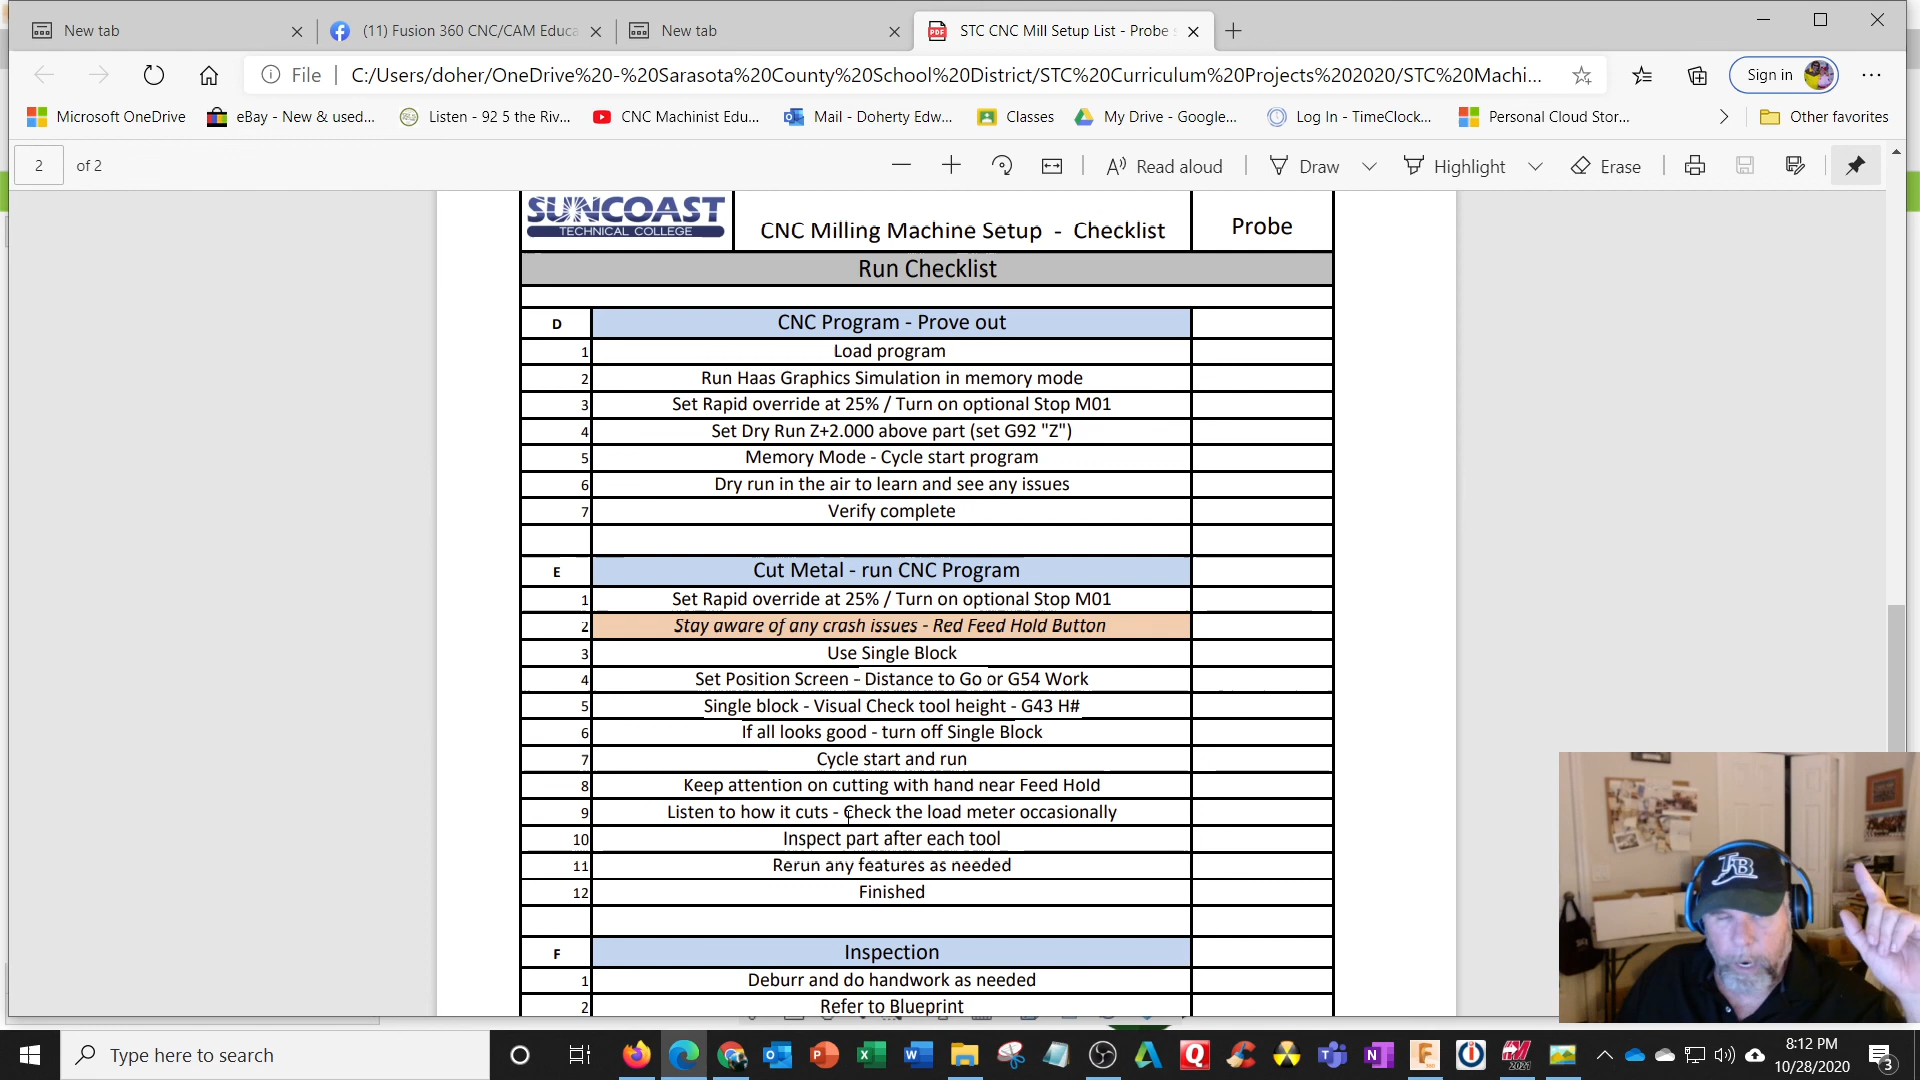 New tab
(11) Fusion 360 CNC/CAM Educa
New tab
STC CNC Mill Setup List - Probe
File
C:/Users/doher/OneDrive%20-%20Sarasota%20County%20School%20District/STC%20Curriculum%20Projects%202020/STC%20Machi...
Sign in
Microsoft OneDrive
eBay - New & used...
Listen - 92 5 the Riv...
CNC Machinist Edu...
Mail - Doherty Edw...
Classes
My Drive - Google...
Log In - TimeClock...
Personal Cloud Stor...
Other favorites
2 of 2
Read aloud
Draw
Highlight
Erase
SUNCOAST
TECHNICAL COLLEGE
CNC Milling Machine Setup - Checklist
Probe
Run Checklist
D CNC Program - Prove out
1 Load program
2 Run Haas Graphics Simulation in memory mode
3 Set Rapid override at 25% / Turn on optional Stop M01
4 Set Dry Run Z+2.000 above part (set G92 "Z")
5 Memory Mode - Cycle start program
6 Dry run in the air to learn and see any issues
7 Verify complete
E Cut Metal - run CNC Program
1 Set Rapid override at 25% / Turn on optional Stop M01
2 Stay aware of any crash issues - Red Feed Hold Button
3 Use Single Block
4 Set Position Screen - Distance to Go or G54 Work
5 Single block - Visual Check tool height - G43 H#
6 If all looks good - turn off Single Block
7 Cycle start and run
8 Keep attention on cutting with hand near Feed Hold
9 Listen to how it cuts - Check the load meter occasionally
10 Inspect part after each tool
11 Rerun any features as needed
12 Finished
F Inspection
1 Deburr and do handwork as needed
2 Refer to Blueprint
TB
Type here to search
8:12 PM
10/28/2020
3